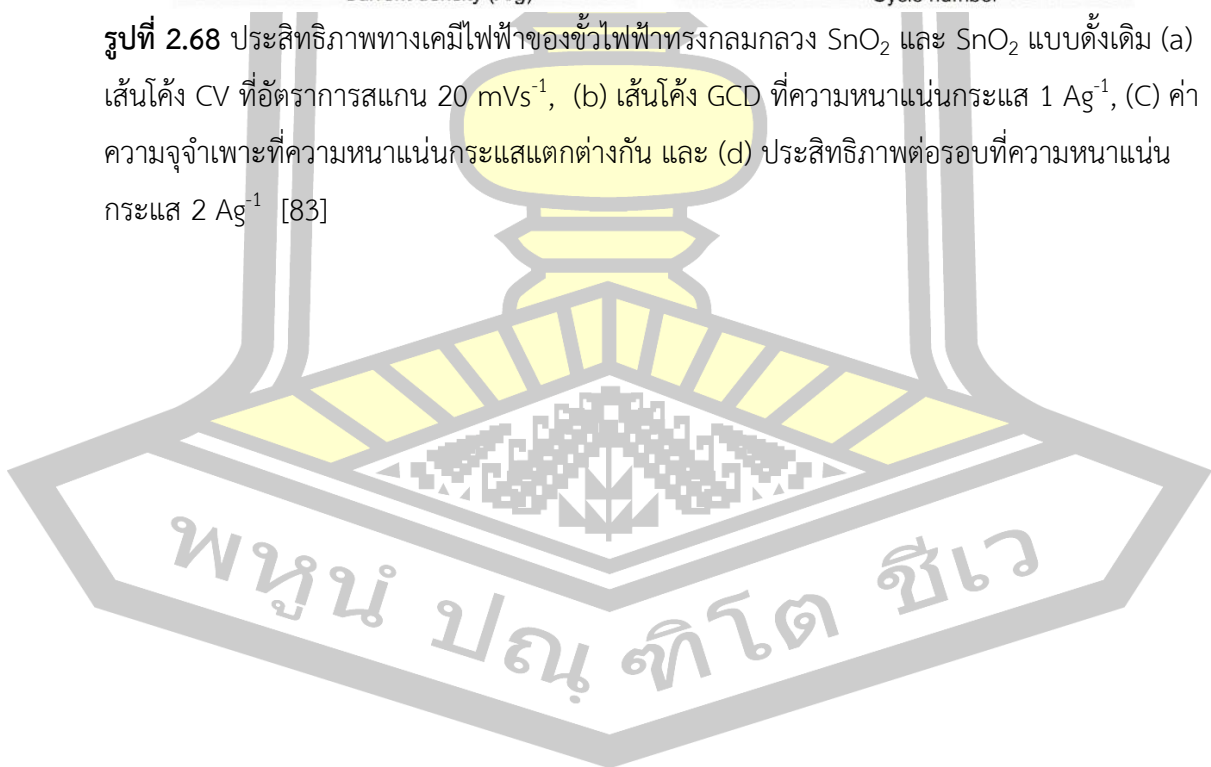 รูปที่ 2.68 ประสิทธิภาพทางเคมีไฟฟ้าของขั้วไฟฟ้าทรงกลมกลวง SnO₂ และ SnO₂ แบบดั้งเดิม (a)
เส้นโค้ง CV ที่อัตราการสแกน 20 mVs⁻¹, (b) เส้นโค้ง GCD ที่ความหนาแน่นกระแส 1 Ag⁻¹, (C) ค่า
ความจุจำเพาะที่ความหนาแน่นกระแสแตกต่างกัน และ (d) ประสิทธิภาพต่อรอบที่ความหนาแน่น
กระแส 2 Ag⁻¹ [83]
พหูนํ ปณฺฑิโต ชีเว